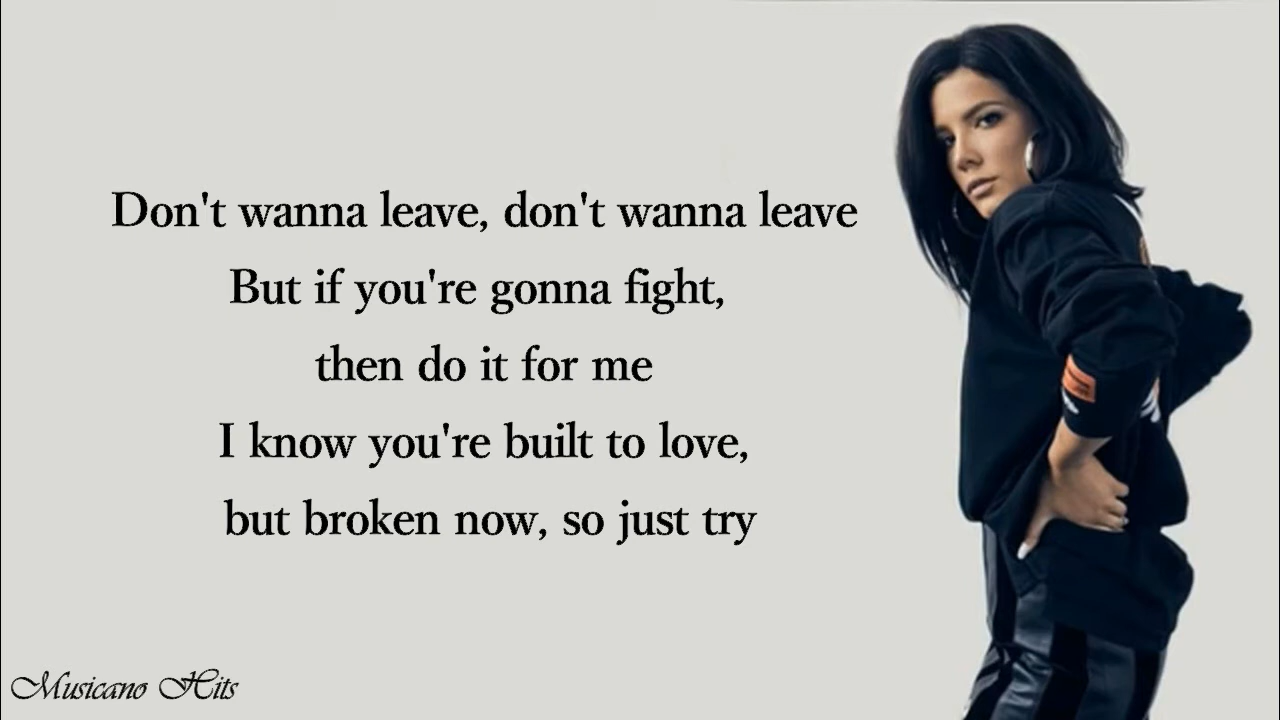 Don't wanna leave, don't wanna leave
But if you're gonna fight,
then do it for me
I know you're built to love,
but broken now, so just try
Musicano Hits